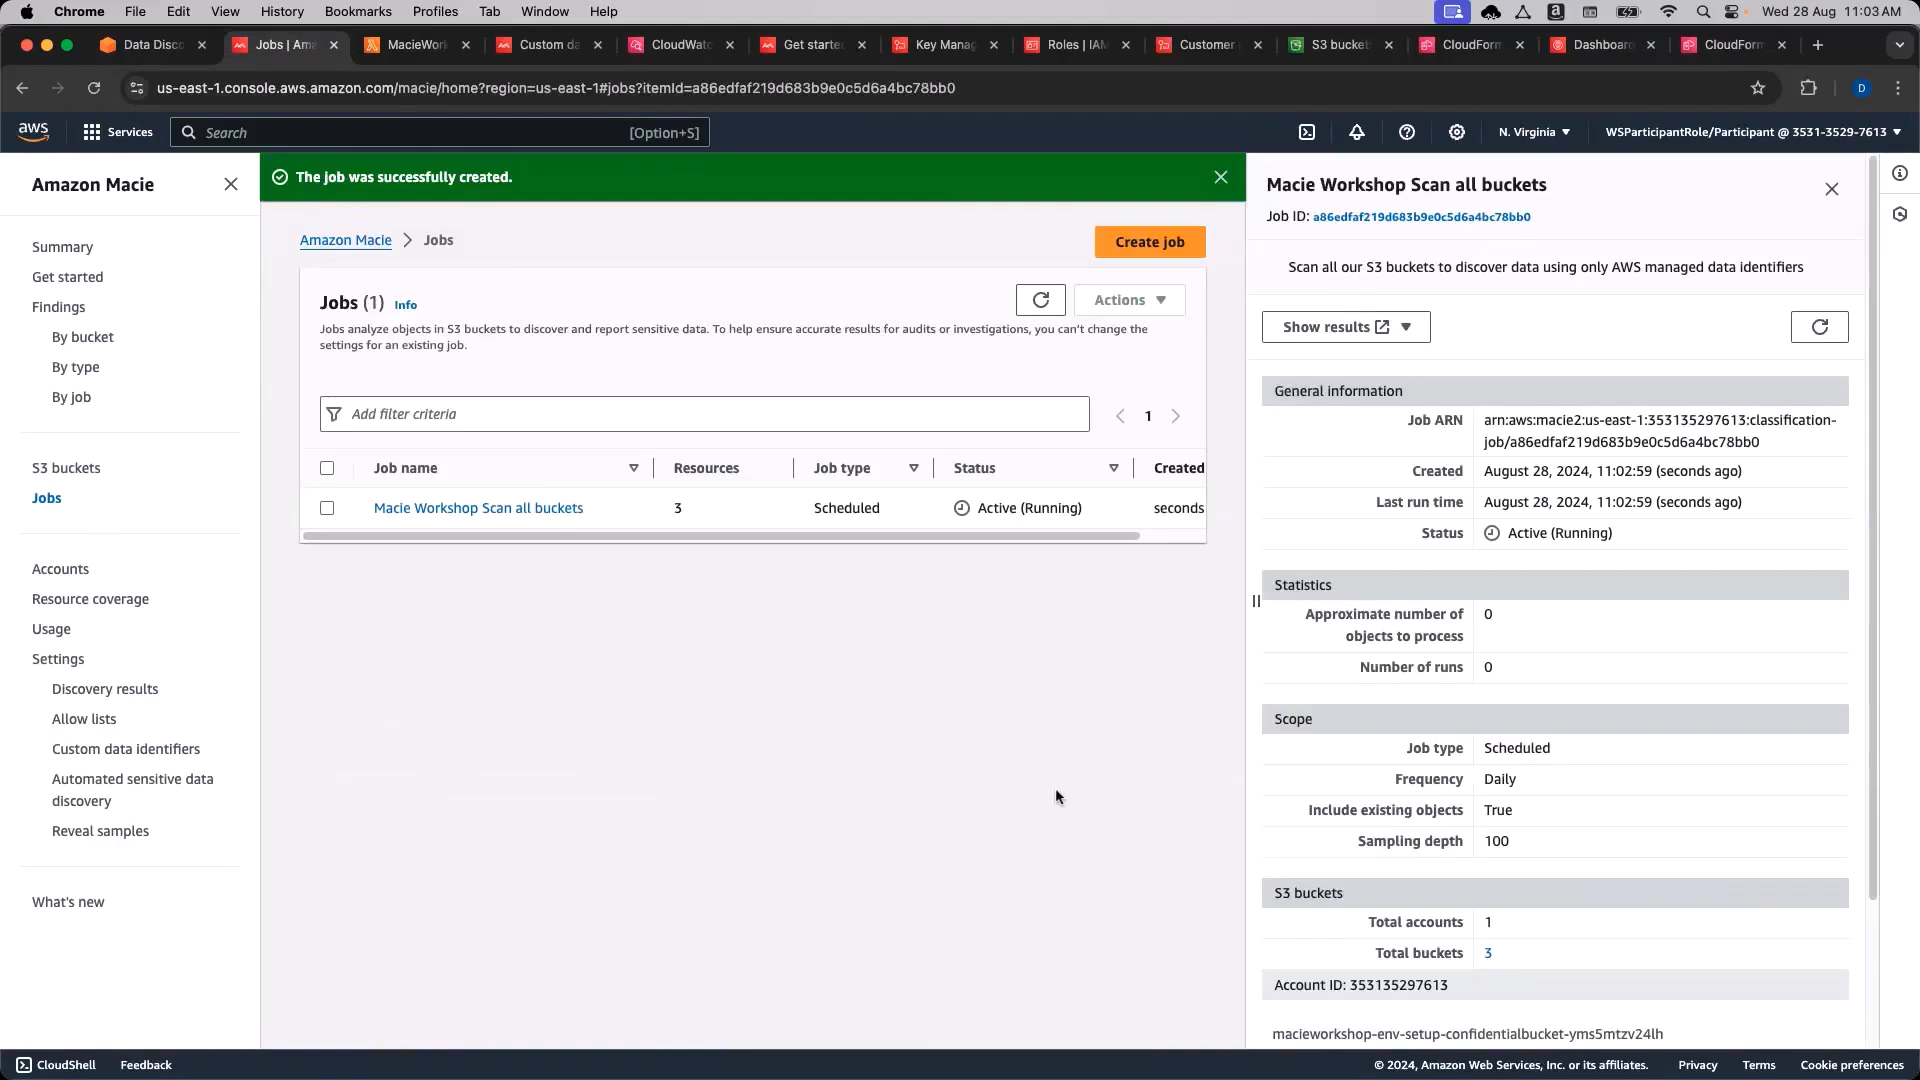 Chrome File Edit View History Bookmarks Profiles Tab Window Help Wed 28 Aug 11:03 AM
Data Disc Jobs | Ama MacieWor Custom da CloudWat Get starte Key Manag Roles | IAM Customer S3 bucket CloudForm Dashboar CloudForm
us-east-1.console.aws.amazon.com/macie/home?region=us-east-1#jobs?itemId=a86edfaf219d683b9e0c5d6a4bc78bb0 D
aws Services Search [Option+S] N. Virginia WSParticipantRole/Participant @ 3531-3529-7613
Amazon Macie
Summary
Get started
Findings
By bucket
By type
By job
S3 buckets
Jobs
Accounts
Resource coverage
Usage
Settings
Discovery results
Allow lists
Custom data identifiers
Automated sensitive data
discovery
Reveal samples
What's new
The job was successfully created.
Amazon Macie Jobs
Create job
Jobs (1) Info
Actions
Jobs analyze objects in S3 buckets to discover and report sensitive data. To help ensure accurate results for audits or investigations, you can't change the
settings for an existing job.
Add filter criteria
1
Job name Resources Job type Status Created
Macie Workshop Scan all buckets 3 Scheduled Active (Running) seconds
Macie Workshop Scan all buckets
Job ID: a86edfaf219d683b9e0c5d6a4bc78bb0
Scan all our S3 buckets to discover data using only AWS managed data identifiers
Show results
General information
Job ARN arn:aws:macie2:us-east-1:353135297613:classification-
job/a86edfaf219d683b9e0c5d6a4bc78bb0
Created August 28, 2024, 11:02:59 (seconds ago)
Last run time August 28, 2024, 11:02:59 (seconds ago)
Status Active (Running)
Statistics
Approximate number of 0
objects to process
Number of runs 0
Scope
Job type Scheduled
Frequency Daily
Include existing objects True
Sampling depth 100
S3 buckets
Total accounts 1
Total buckets 3
Account ID: 353135297613
macieworkshop-env-setup-confidentialbucket-yms5mtzv24lh
CloudShell Feedback © 2024, Amazon Web Services, Inc. or its affiliates. Privacy Terms Cookie preferences